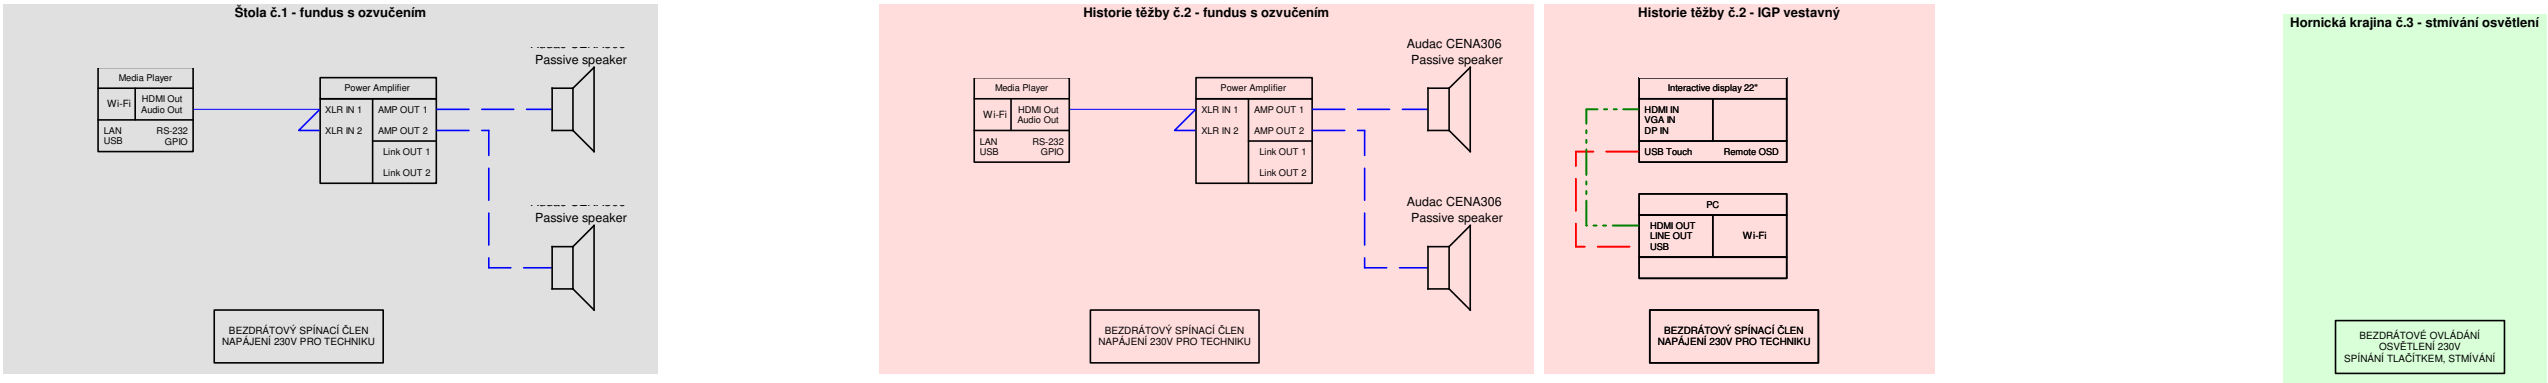 Štola č.1 - fundus s ozvučením
Media Player
Wi-Fi
HDMI Out
Audio Out
LAN RS-232
USB GPIO
Power Amplifier
XLR IN 1 AMP OUT 1
XLR IN 2 AMP OUT 2
Link OUT 1
Link OUT 2
Passive speaker
Passive speaker
BEZDRÁTOVÝ SPÍNACÍ ČLEN
NAPÁJENÍ 230V PRO TECHNIKU
Historie těžby č.2 - fundus s ozvučením
Media Player
Wi-Fi
HDMI Out
Audio Out
LAN RS-232
USB GPIO
Power Amplifier
XLR IN 1 AMP OUT 1
XLR IN 2 AMP OUT 2
Link OUT 1
Link OUT 2
Audac CENA306
Passive speaker
Audac CENA306
Passive speaker
BEZDRÁTOVÝ SPÍNACÍ ČLEN
NAPÁJENÍ 230V PRO TECHNIKU
Historie těžby č.2 - IGP vestavný
Interactive display 22"
HDMI IN
VGA IN
DP IN
USB Touch Remote OSD
PC
HDMI OUT
LINE OUT
USB
Wi-Fi
BEZDRÁTOVÝ SPÍNACÍ ČLEN
NAPÁJENÍ 230V PRO TECHNIKU
Hornická krajina č.3 - stmívání osvětlení
BEZDRÁTOVÉ OVLÁDÁNÍ
OSVĚTLENÍ 230V
SPÍNÁNÍ TLAČÍTKEM, STMÍVÁNÍ